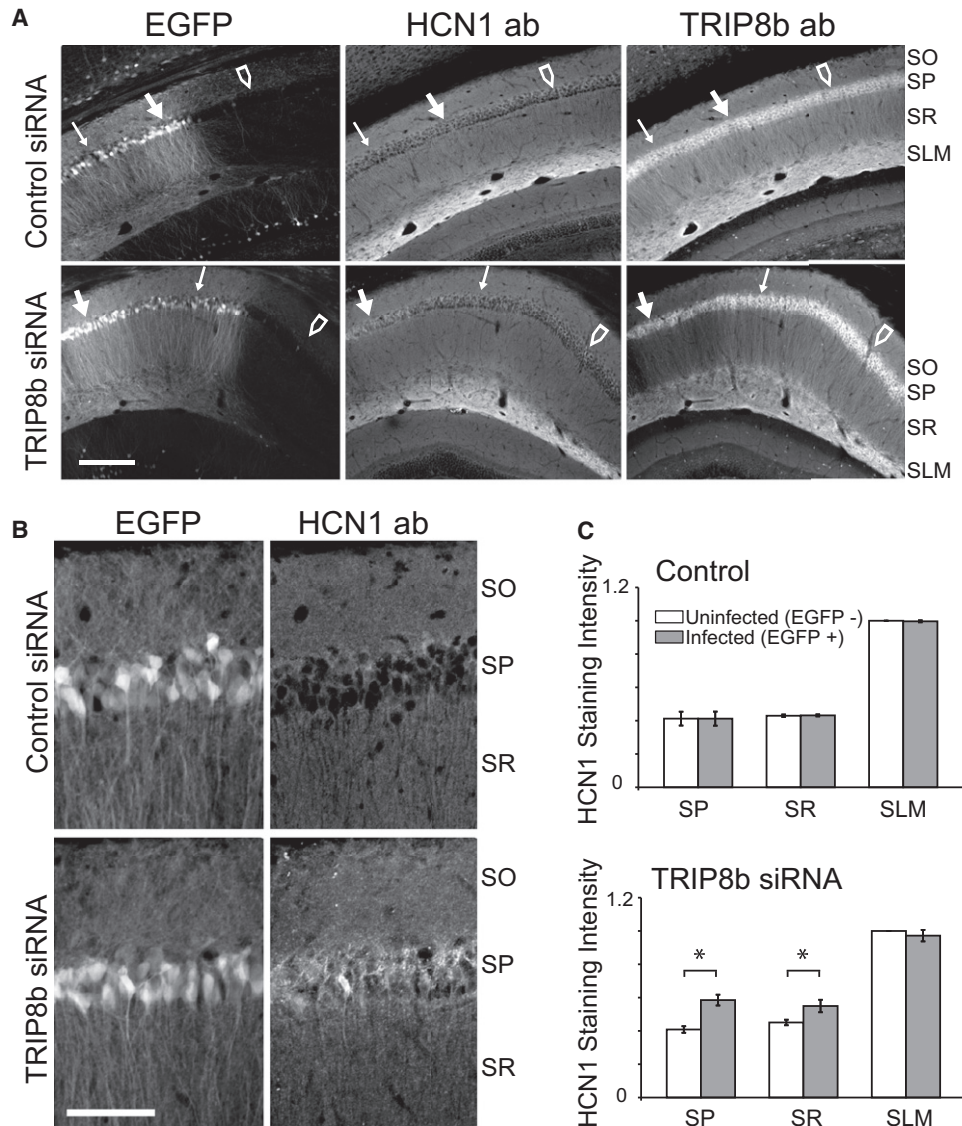 A
EGFP
HCN1 ab
TRIP8b ab
Control siRNA
SO
SP
SR
SLM
TRIP8b siRNA
SO
SP
SR
SLM
B
EGFP
HCN1 ab
Control siRNA
SO
SP
SR
TRIP8b siRNA
SO
SP
SR
C
HCN1 Staining Intensity
1.2
0
Control
Uninfected (EGFP -)
Infected (EGFP +)
SP SR SLM
HCN1 Staining Intensity
1.2
0
TRIP8b siRNA
* *
SP SR SLM